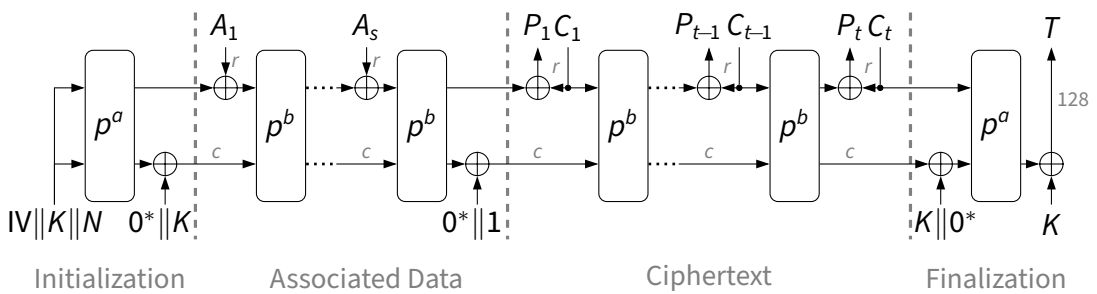 A₁ Aₛ P₁ C₁ Pₜ₋₁ Cₜ₋₁ Pₜ Cₜ T
r r r r r
pᵃ pᵇ pᵇ pᵇ pᵇ pᵃ 128
c c c c c
IV‖K‖N 0*‖K 0*‖1 K‖0* K
Initialization Associated Data Ciphertext Finalization